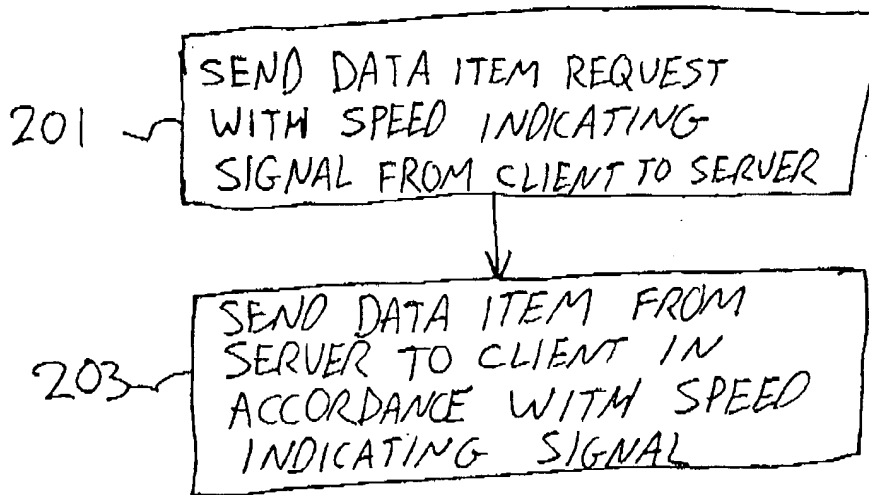 SEND DATA ITEM REQUEST
201 WITH SPEED INDICATING
SIGNAL FROM CLIENT TO SERVER
SEND DATA ITEM FROM
SERVER TO CLIENT IN
203 ACCORDANCE WITH SPEED
INDICATING SIGNAL